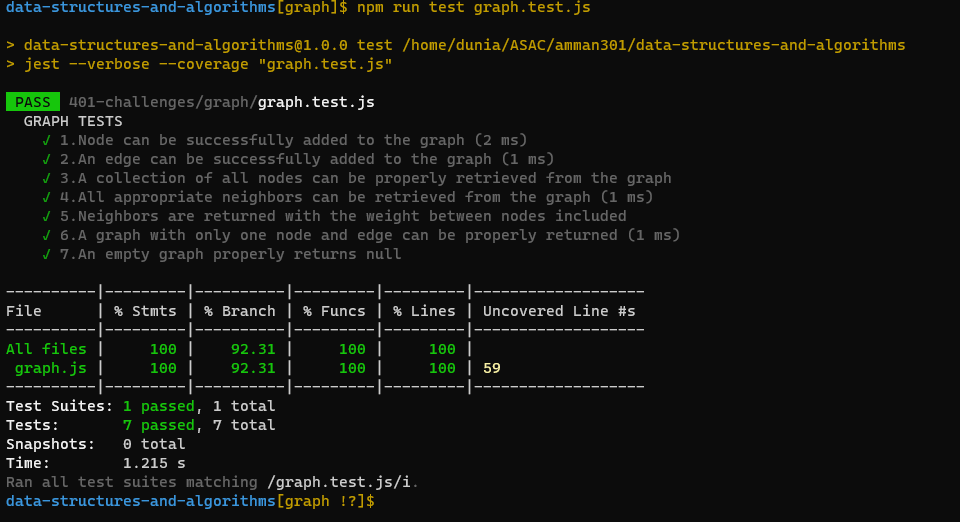 data-structures-and-algorithms[graph]$ npm run test graph.test.js
> data-structures-and-algorithms@1.0.0 test /home/dunia/ASAC/amman301/data-structures-and-algorithms
> jest --verbose --coverage "graph.test.js"
PASS 401-challenges/graph/graph.test.js
GRAPH TESTS
✓ 1.Node can be successfully added to the graph (2 ms)
✓ 2.An edge can be successfully added to the graph (1 ms)
✓ 3.A collection of all nodes can be properly retrieved from the graph
✓ 4.All appropriate neighbors can be retrieved from the graph (1 ms)
✓ 5.Neighbors are returned with the weight between nodes included
✓ 6.A graph with only one node and edge can be properly returned (1 ms)
✓ 7.An empty graph properly returns null
----------|---------|----------|---------|---------|-------------------
File      | % Stmts | % Branch | % Funcs | % Lines | Uncovered Line #s
----------|---------|----------|---------|---------|-------------------
All files |     100 |    92.31 |     100 |     100 |
 graph.js |     100 |    92.31 |     100 |     100 | 59
----------|---------|----------|---------|---------|-------------------
Test Suites: 1 passed, 1 total
Tests:       7 passed, 7 total
Snapshots:   0 total
Time:        1.215 s
Ran all test suites matching /graph.test.js/i.
data-structures-and-algorithms[graph !?]$